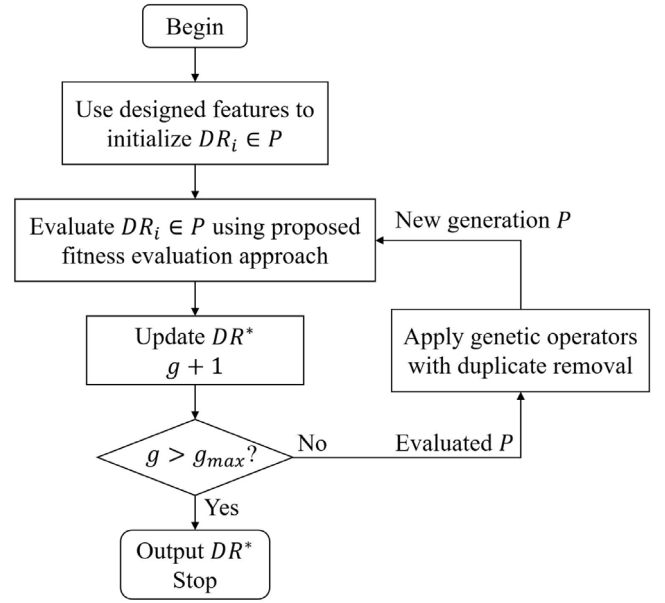 Begin
Use designed features to
initialize DRᵢ ∈ P
Evaluate DRᵢ ∈ P using proposed
fitness evaluation approach
New generation P
Update DR*
g + 1
Apply genetic operators
with duplicate removal
g > g_max?
No
Evaluated P
Yes
Output DR*
Stop